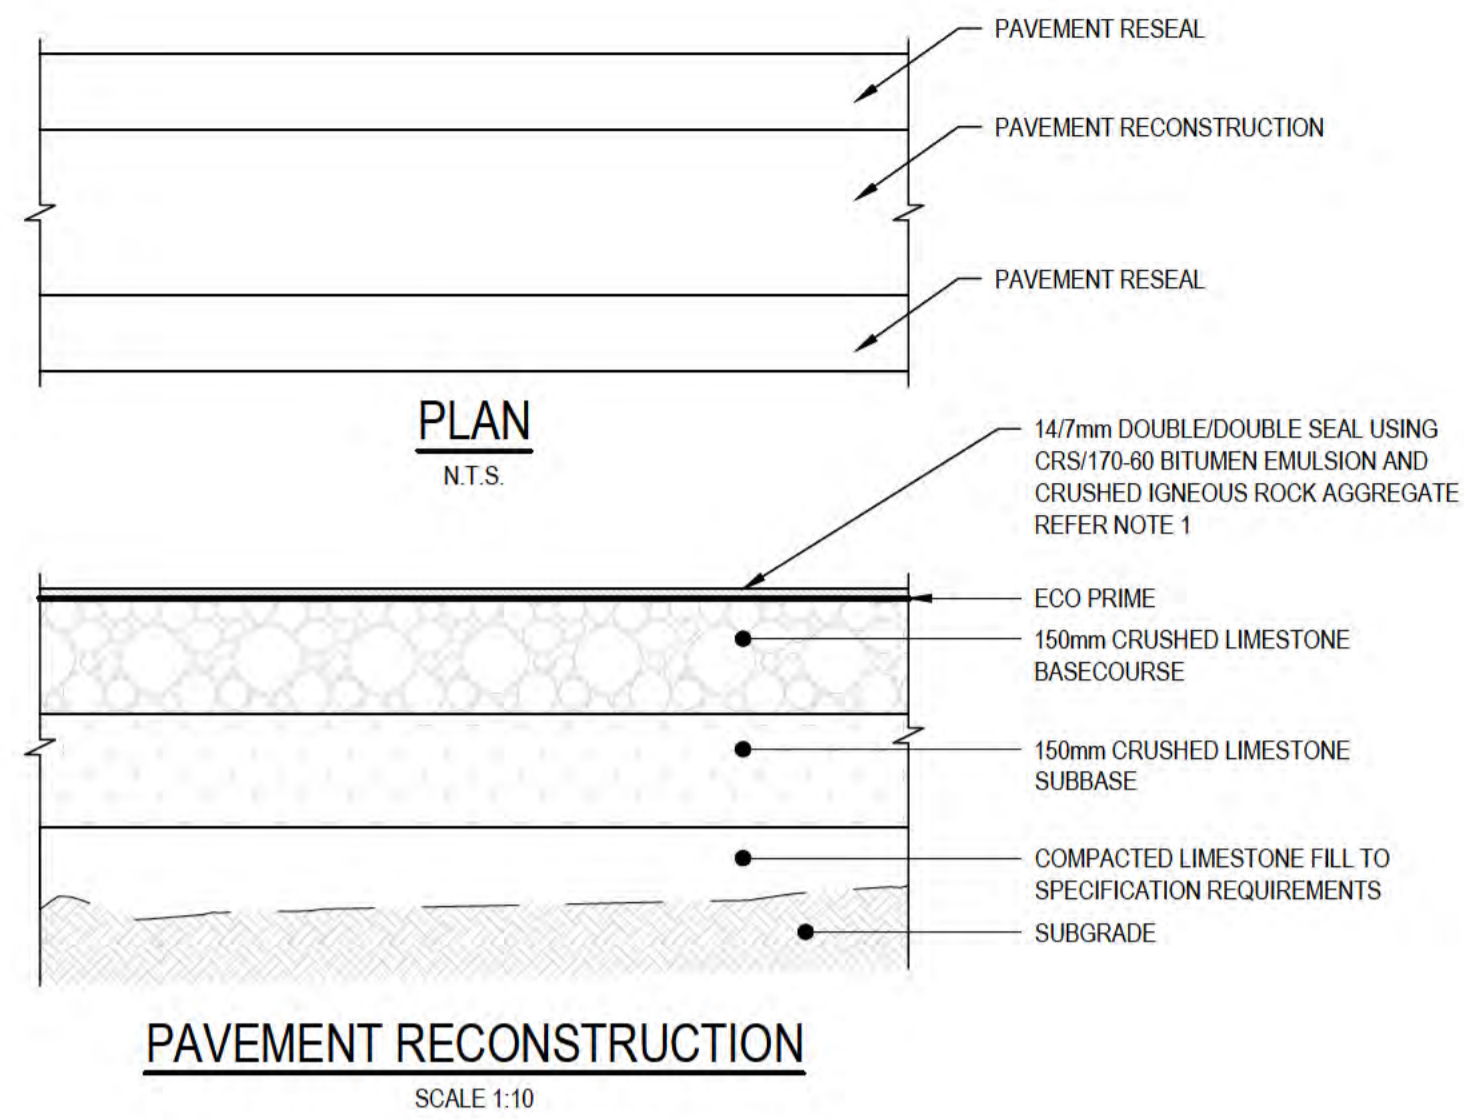 PAVEMENT RESEAL
PAVEMENT RECONSTRUCTION
PAVEMENT RESEAL
PLAN
N.T.S.
14/7mm DOUBLE/DOUBLE SEAL USING
CRS/170-60 BITUMEN EMULSION AND
CRUSHED IGNEOUS ROCK AGGREGATE
REFER NOTE 1
ECO PRIME
150mm CRUSHED LIMESTONE
BASECOURSE
150mm CRUSHED LIMESTONE
SUBBASE
COMPACTED LIMESTONE FILL TO
SPECIFICATION REQUIREMENTS
SUBGRADE
PAVEMENT RECONSTRUCTION
SCALE 1:10